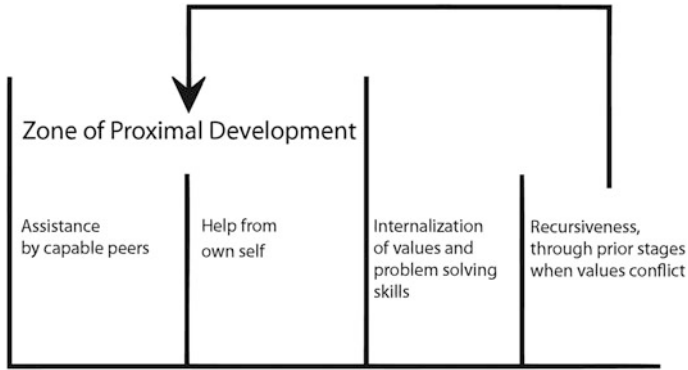 Zone of Proximal Development
Assistance
by capable peers
Help from
own self
Internalization
of values and
problem solving
skills
Recursiveness,
through prior stages
when values conflict